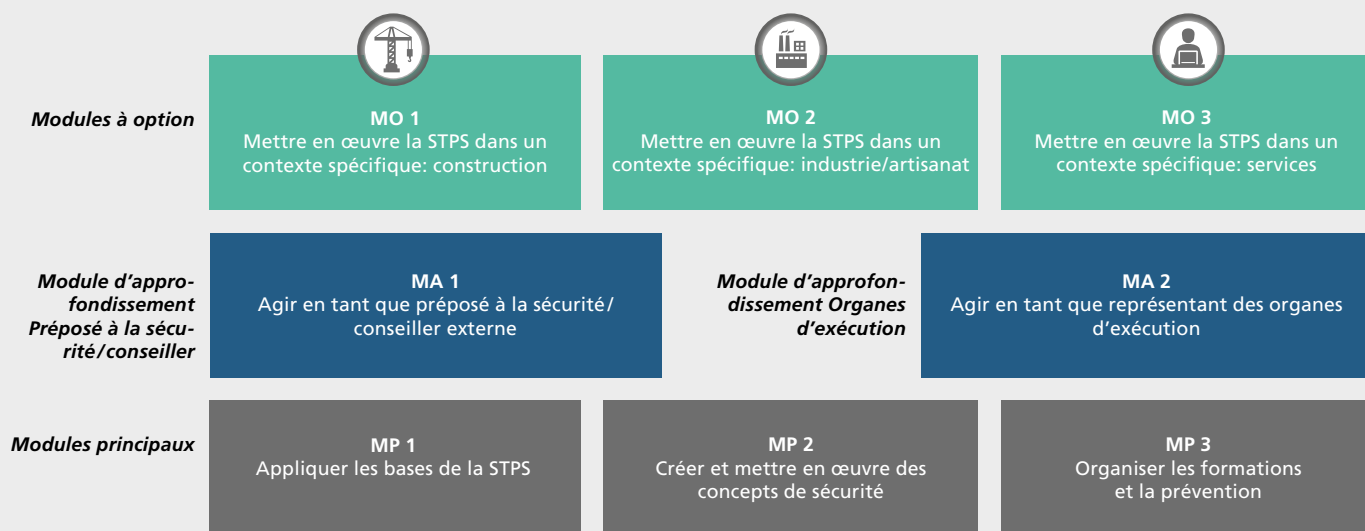 Modules à option
MO 1
Mettre en œuvre la STPS dans un
contexte spécifique: construction
MO 2
Mettre en œuvre la STPS dans un
contexte spécifique: industrie/artisanat
MO 3
Mettre en œuvre la STPS dans un
contexte spécifique: services
Module d’appro-
fondissement
Préposé à la sécu-
rité/conseiller
MA 1
Agir en tant que préposé à la sécurité/
conseiller externe
Module d’approfon-
dissement Organes
d’exécution
MA 2
Agir en tant que représentant des organes
d’exécution
Modules principaux
MP 1
Appliquer les bases de la STPS
MP 2
Créer et mettre en œuvre des
concepts de sécurité
MP 3
Organiser les formations
et la prévention